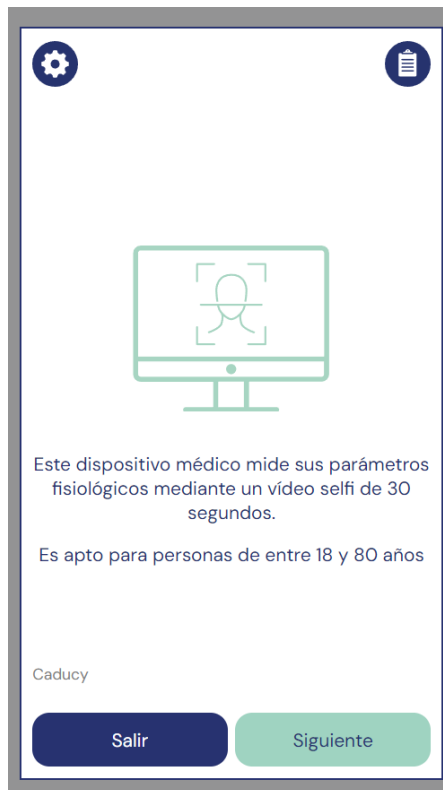 Este dispositivo médico mide sus parámetros
fisiológicos mediante un vídeo selfi de 30
segundos.
Es apto para personas de entre 18 y 80 años
Caducy
Salir
Siguiente